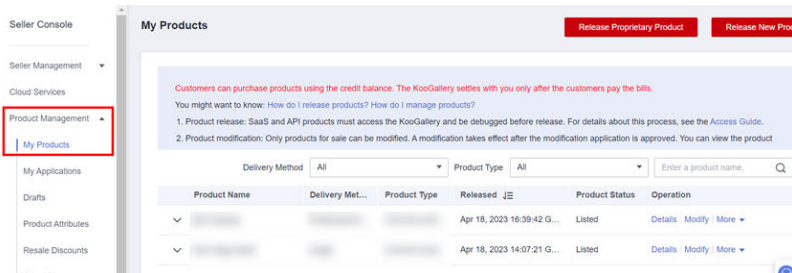 Seller Console
My Products
Release Proprietary Product
Release New Prod
Seller Management
Cloud Services
Product Management
My Products
My Applications
Drafts
Product Attributes
Resale Discounts
Customers can purchase products using the credit balance. The KooGallery settles with you only after the customers pay the bills.
You might want to know: How do I release products? How do I manage products?
1. Product release: SaaS and API products must access the KooGallery and be debugged before release. For details about this process, see the Access Guide.
2. Product modification: Only products for sale can be modified. A modification takes effect after the modification application is approved. You can view the product
Delivery Method All Product Type All Enter a product name.
Product Name Delivery Met... Product Type Released Product Status Operation
Apr 18, 2023 16:39:42 G... Listed Details Modify More
Apr 18, 2023 14:07:21 G... Listed Details Modify More